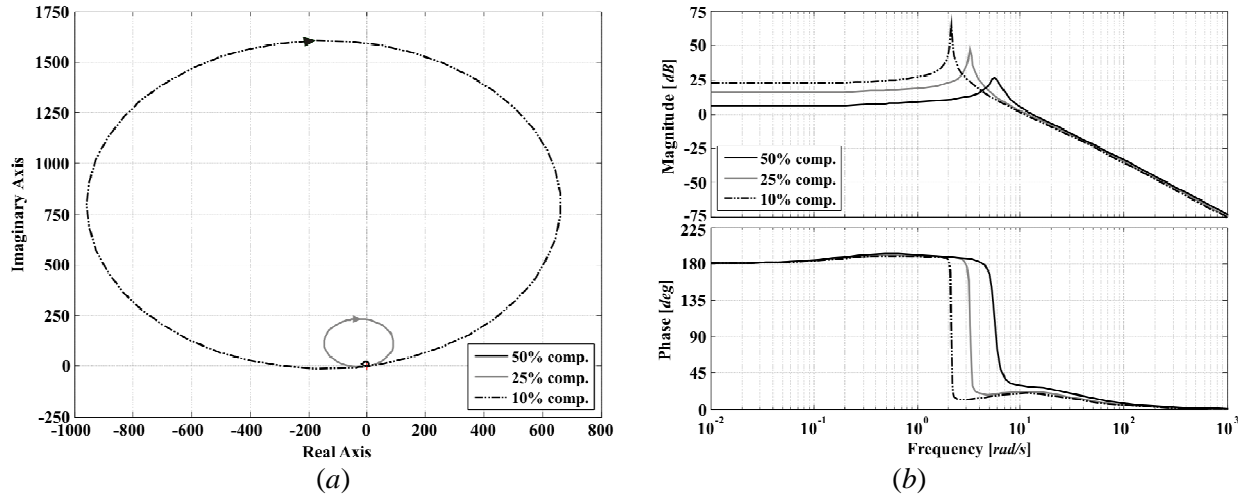 1750
1500
1250
1000
750
500
250
0
-250
-1000
-800
-600
-400
-200
0
200
400
600
800
Imaginary Axis
Real Axis
50% comp.
25% comp.
10% comp.
(a)
75
50
25
0
-25
-50
-75
Magnitude [dB]
50% comp.
25% comp.
10% comp.
225
180
135
90
45
0
Phase [deg]
10^-2
10^-1
10^0
10^1
10^2
10^3
Frequency [rad/s]
(b)